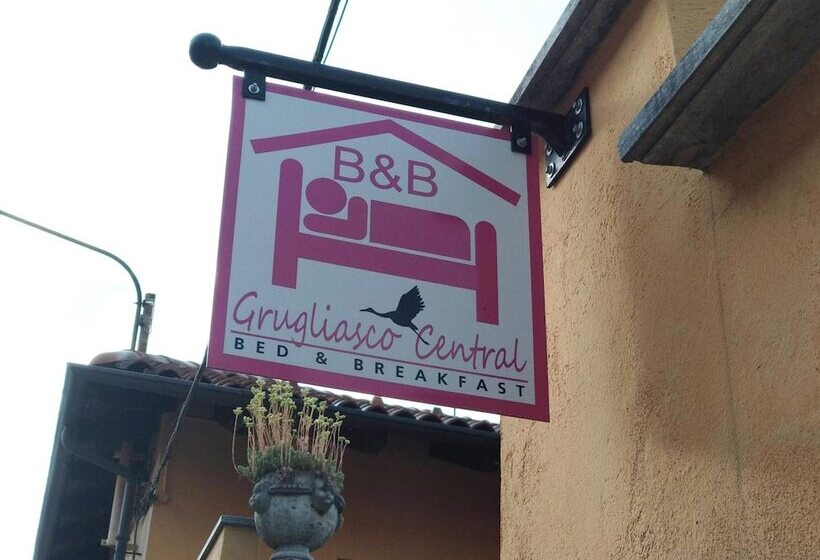 B&B
Grugliasco Central
BED & BREAKFAST